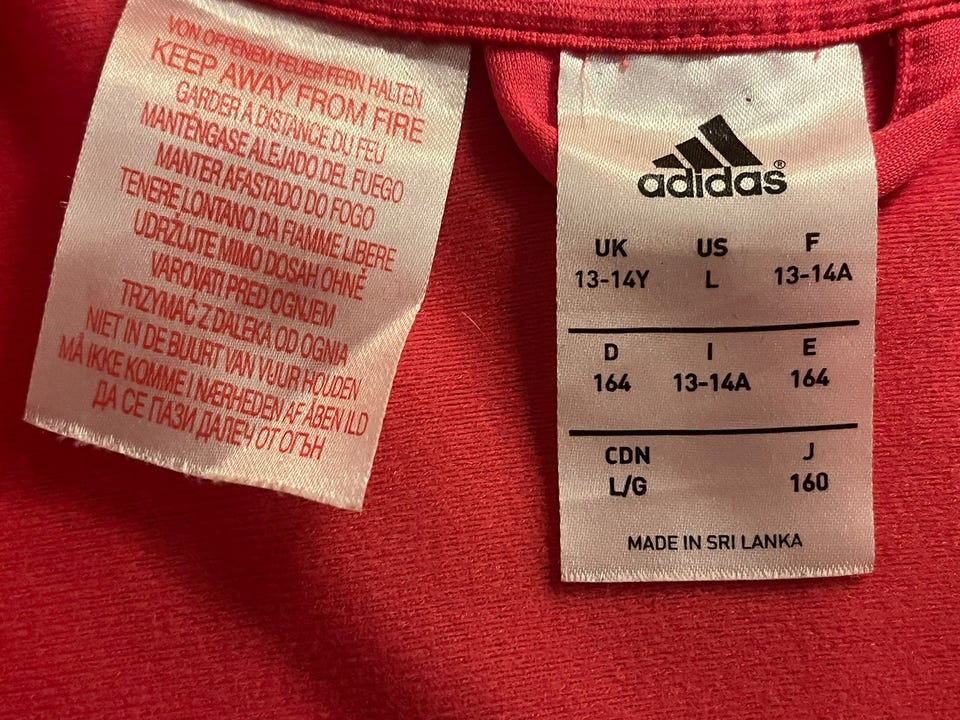 VON OFFENEM FEUER FERN HALTEN
KEEP AWAY FROM FIRE
GARDER A DISTANCE DU FEU
MANTÉNGASE ALEJADO DEL FUEGO
MANTER AFASTADO DO FOGO
TENERE LONTANO DA FIAMME LIBERE
UDRZUJTE MIMO DOSAH OHNĚ
VAROVATI PRED OGNJEM
TRZYMAĆ Z DALEKA OD OGNIA
NIET IN DE BUURT VAN VUUR HOUDEN
MÅ IKKE KOMME I NÆRHEDEN AF ÅBEN ILD
ДА СЕ ПАЗИ ДАЛЕЧ ОТ ОГЪН
adidas®
UK US F
13-14Y L 13-14A
D I E
164 13-14A 164
CDN J
L/G 160
MADE IN SRI LANKA